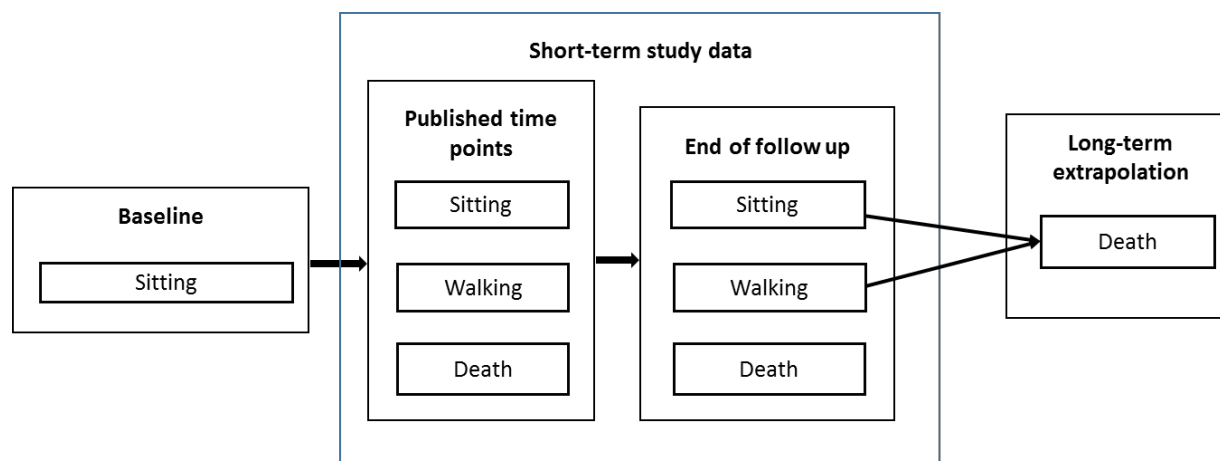 Short-term study data
Baseline
Sitting
Published time
points
Sitting
Walking
Death
End of follow up
Sitting
Walking
Death
Long-term
extrapolation
Death